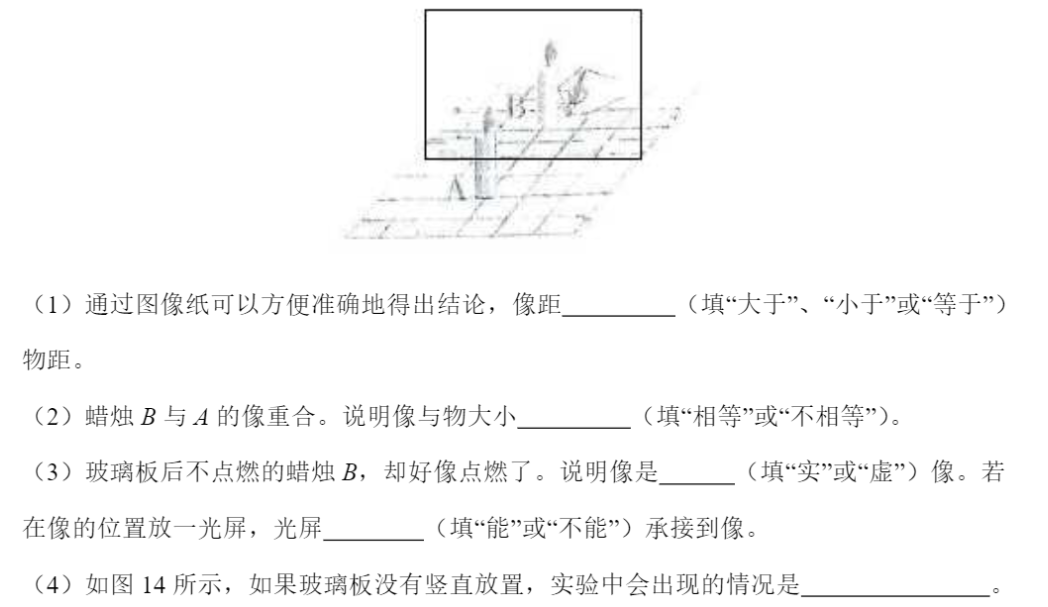 B
A
（1）通过图像纸可以方便准确地得出结论，像距_________（填“大于”、“小于”或“等于”）
物距。
（2）蜡烛 B 与 A 的像重合。说明像与物大小_________（填“相等”或“不相等”）。
（3）玻璃板后不点燃的蜡烛 B，却好像点燃了。说明像是______（填“实”或“虚”）像。若
在像的位置放一光屏，光屏________（填“能”或“不能”）承接到像。
（4）如图 14 所示，如果玻璃板没有竖直放置，实验中会出现的情况是_______________。